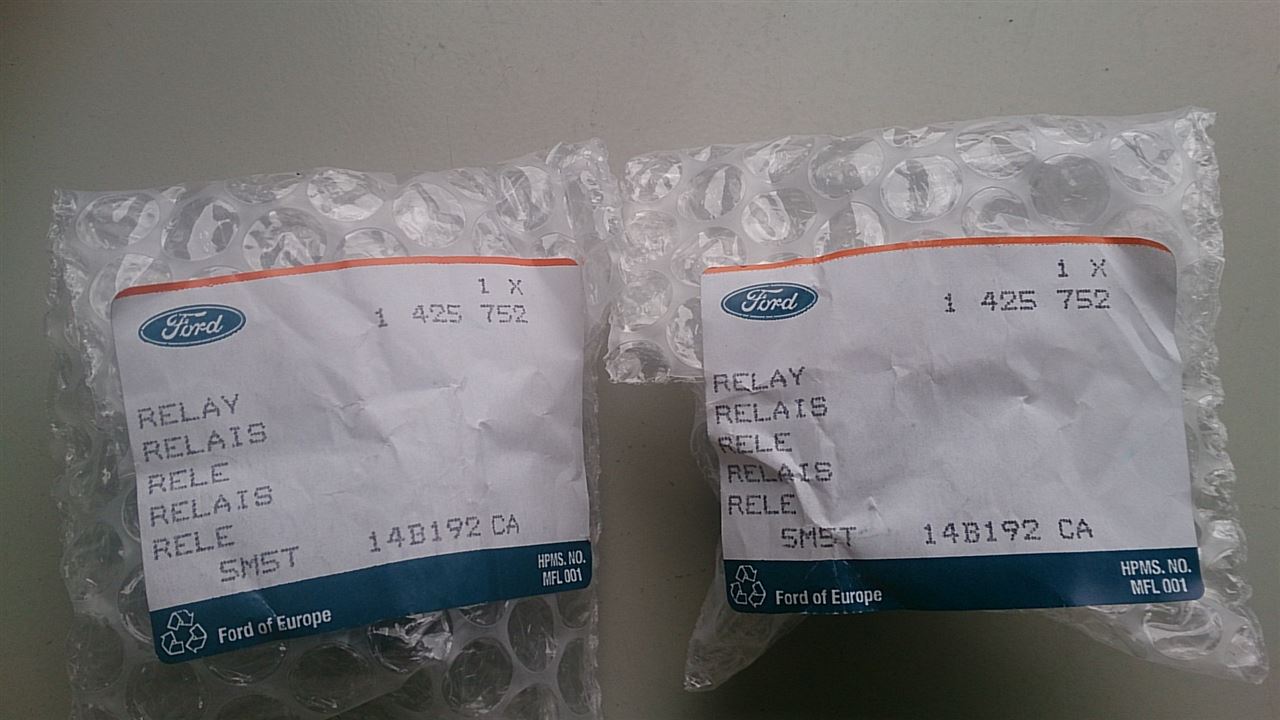 1 X
Ford
1 425 752
RELAY
RELAIS
RELE
RELAIS
RELE
5M5T 14B192 CA
HPMS. NO.
MFL 001
Ford of Europe
1 X
Ford
1 425 752
RELAY
RELAIS
RELE
RELAIS
RELE
5M5T 14B192 CA
HPMS. NO.
MFL 001
Ford of Europe